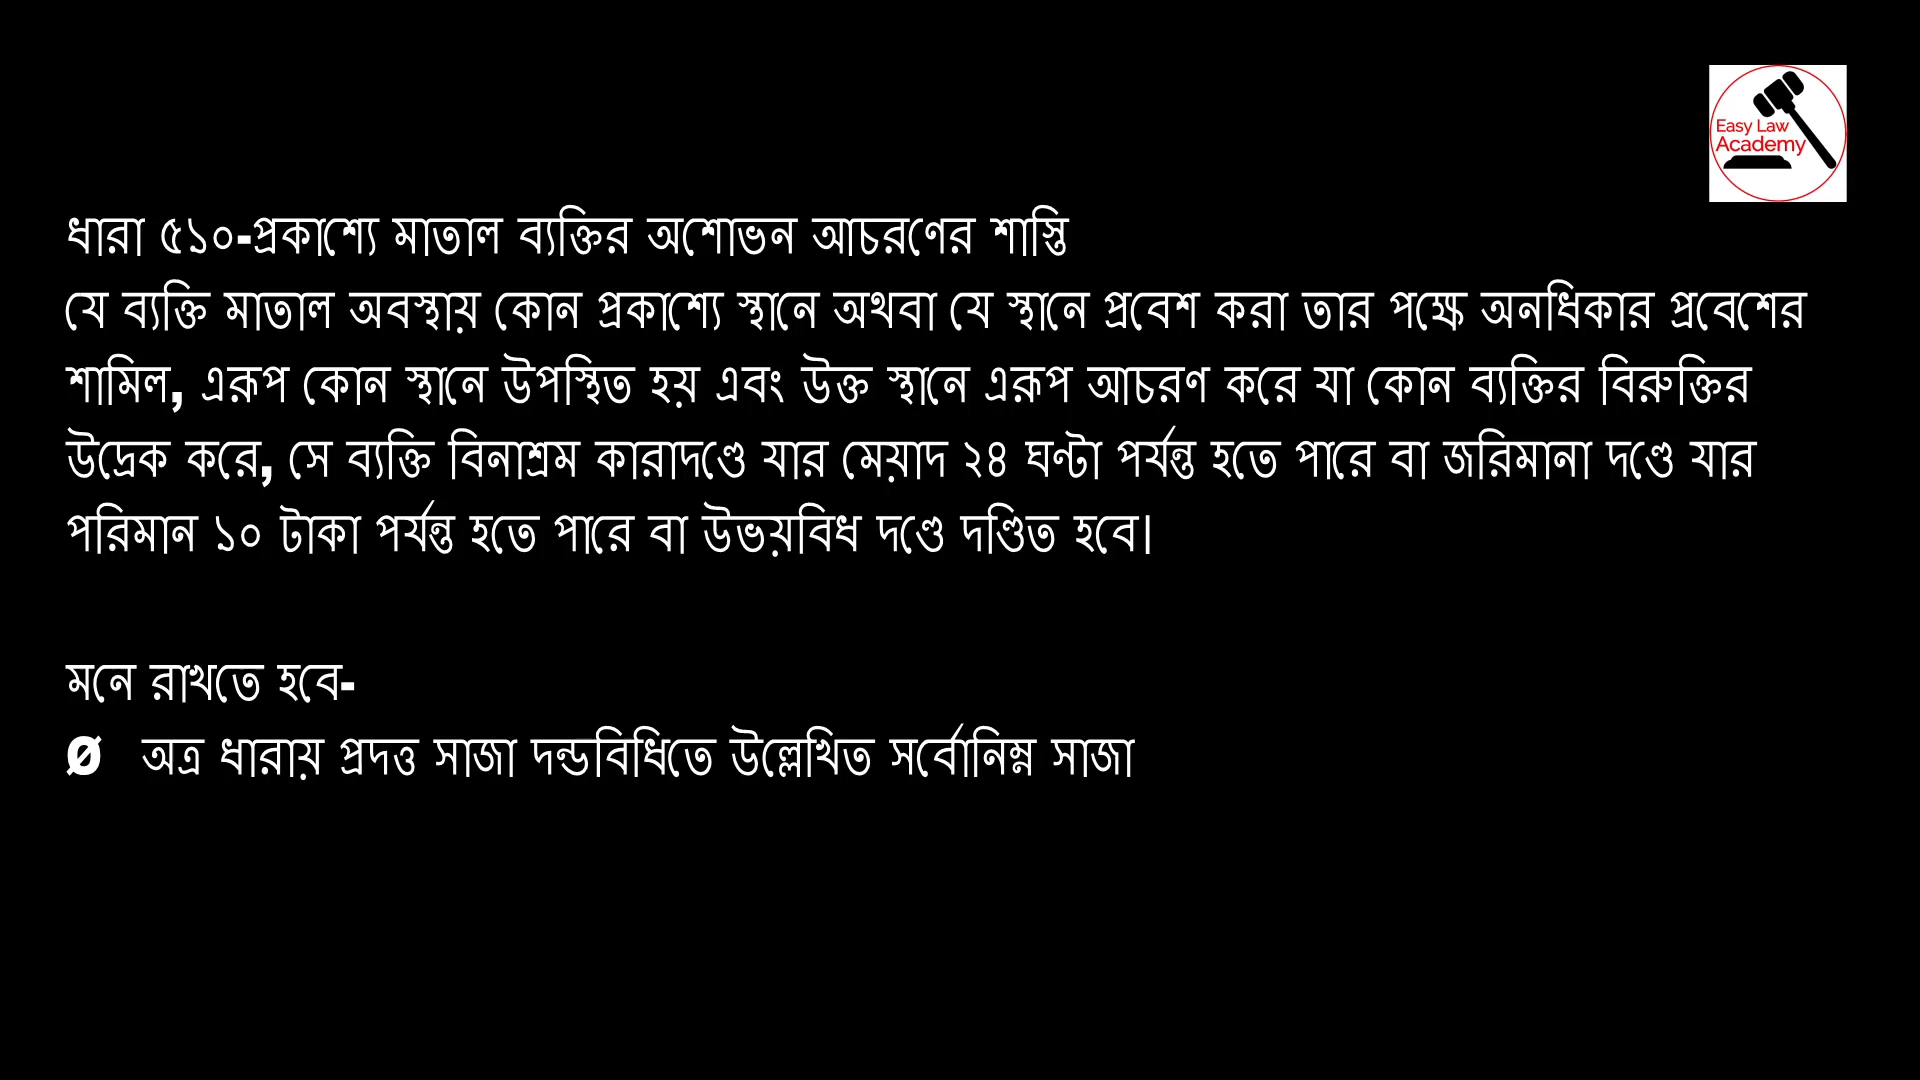 Easy Law
Academy
ধারা ৫১০-প্রকাশ্যে মাতাল ব্যক্তির অশোভন আচরণের শাস্তি
যে ব্যক্তি মাতাল অবস্থায় কোন প্রকাশ্যে স্থানে অথবা যে স্থানে প্রবেশ করা তার পক্ষে অনধিকার প্রবেশের
শামিল, এরূপ কোন স্থানে উপস্থিত হয় এবং উক্ত স্থানে এরূপ আচরণ করে যা কোন ব্যক্তির বিরুক্তির
উদ্রেক করে, সে ব্যক্তি বিনাশ্রম কারাদণ্ডে যার মেয়াদ ২৪ ঘন্টা পর্যন্ত হতে পারে বা জরিমানা দণ্ডে যার
পরিমান ১০ টাকা পর্যন্ত হতে পারে বা উভয়বিধ দণ্ডে দণ্ডিত হবে।
মনে রাখতে হবে-
Ø অত্র ধারায় প্রদত্ত সাজা দন্ডবিধিতে উল্লেখিত সর্বোনিম্ন সাজা